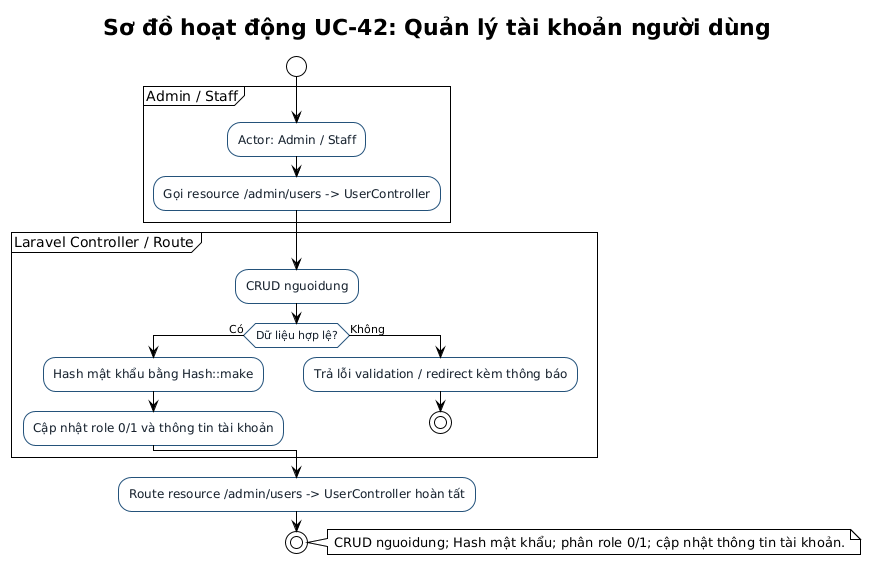 Sơ đồ hoạt động UC-42: Quản lý tài khoản người dùng
Admin / Staff
Actor: Admin / Staff
Gọi resource /admin/users -> UserController
Laravel Controller / Route
CRUD nguoidung
Dữ liệu hợp lệ?
Có
Không
Hash mật khẩu bằng Hash::make
Trả lỗi validation / redirect kèm thông báo
Cập nhật role 0/1 và thông tin tài khoản
Route resource /admin/users -> UserController hoàn tất
CRUD nguoidung; Hash mật khẩu; phân role 0/1; cập nhật thông tin tài khoản.